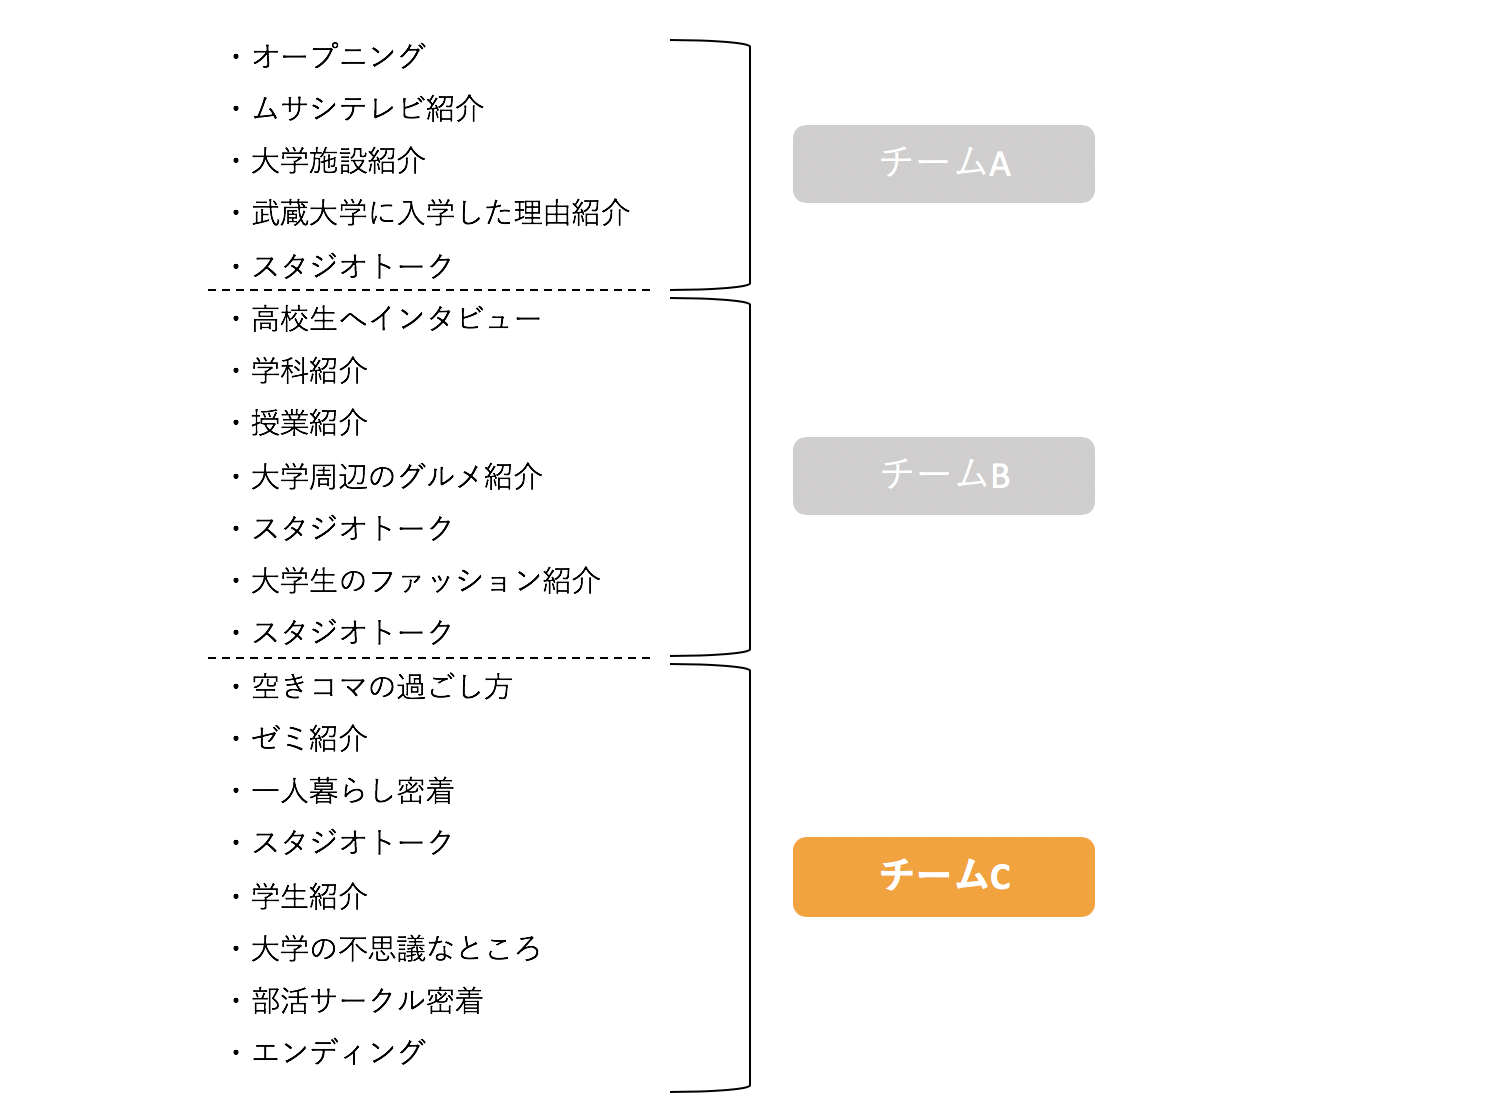 ・オープニング
・ムサシテレビ紹介
・大学施設紹介
・武蔵大学に入学した理由紹介
・スタジオトーク
チームA
・高校生へインタビュー
・学科紹介
・授業紹介
・大学周辺のグルメ紹介
・スタジオトーク
・大学生のファッション紹介
・スタジオトーク
チームB
・空きコマの過ごし方
・ゼミ紹介
・一人暮らし密着
・スタジオトーク
・学生紹介
・大学の不思議なところ
・部活サークル密着
・エンディング
チームC